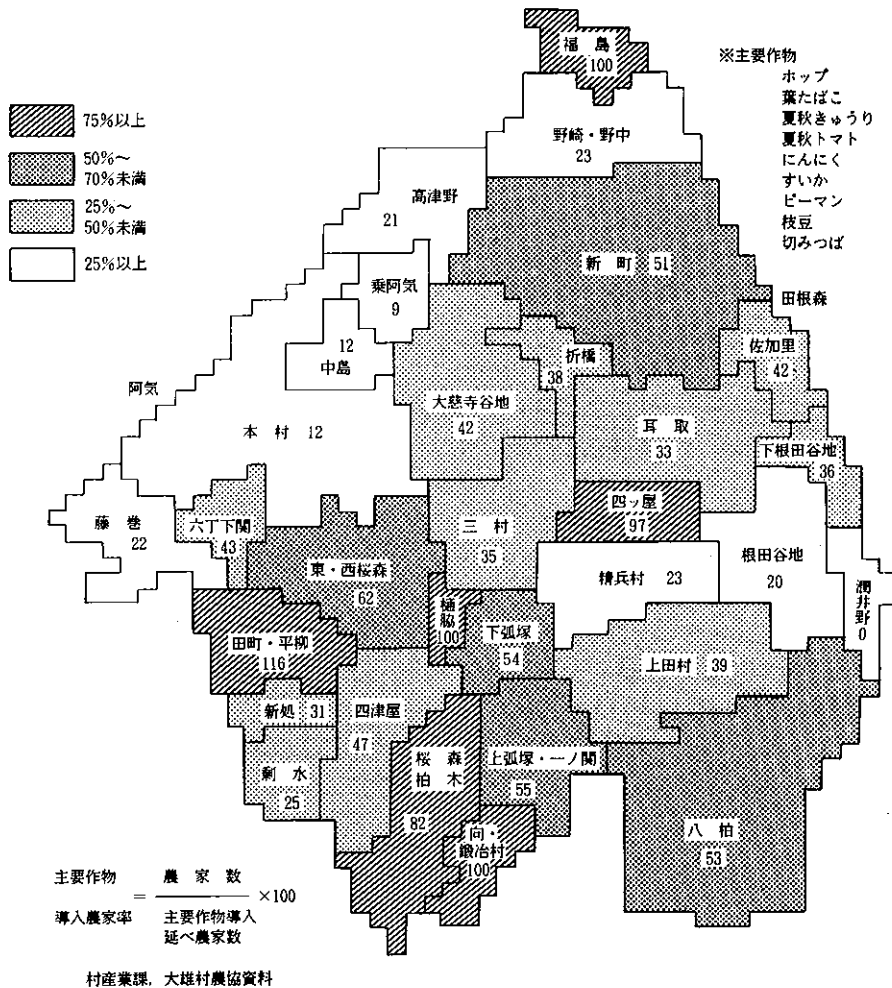 福島
100
※主要作物
ホップ
葉たばこ
夏秋きゅうり
夏秋トマト
にんにく
すいか
ピーマン
枝豆
切みつば
75%以上
50%～
70%未満
25%～
50%未満
25%以上
野崎・野中
23
高津野
21
新町 51
乗阿気
9
田根森
佐加里
42
12
中島
折橋
38
阿気
大慈寺谷地
42
耳取
33
本村 12
下根田谷地
36
四ッ屋
97
藤巻
22
六丁下関
43
三村
35
根田谷地
20
精兵村 23
東・西桜森
62
潤井野
0
樋脇
100
下弧塚
54
田町・平柳
116
上田村 39
新処 31
四津屋
47
桜森
柏木
82
上弧塚・一ノ関
55
剰水
25
八柏
53
向・
鍛冶村
100
主要作物
導入農家率
=
農家数
主要作物導入
延べ農家数
×100
村産業課，大雄村農協資料